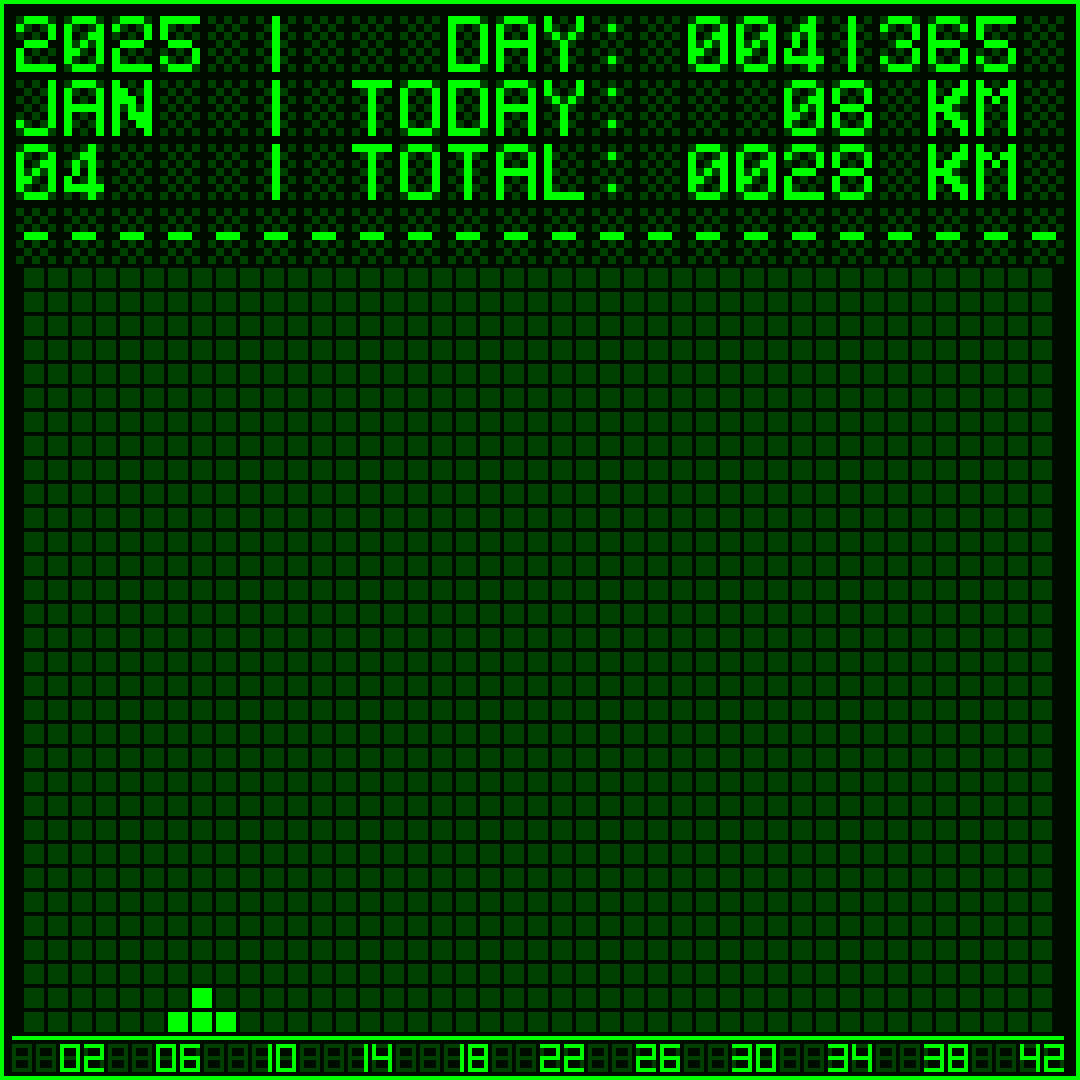 2025 | DAY: 004|365
JAN | TODAY: 08 KM
04 | TOTAL: 0028 KM
- - - - - - - - - - - - - - - - - - - - - -
02 06 10 14 18 22 26 30 34 38 42